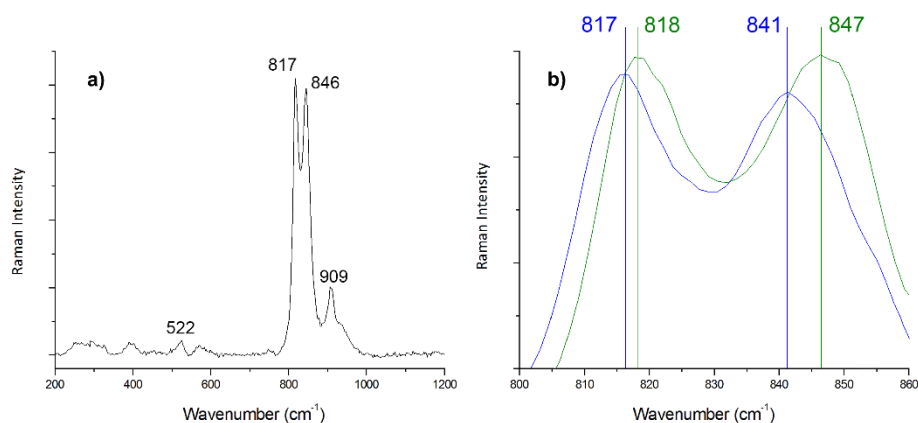 a)
817
846
909
522
Raman Intensity
200 400 600 800 1000 1200
Wavenumber (cm⁻¹)
817 818 841 847
b)
Raman Intensity
800 810 820 830 840 850 860
Wavenumber (cm⁻¹)